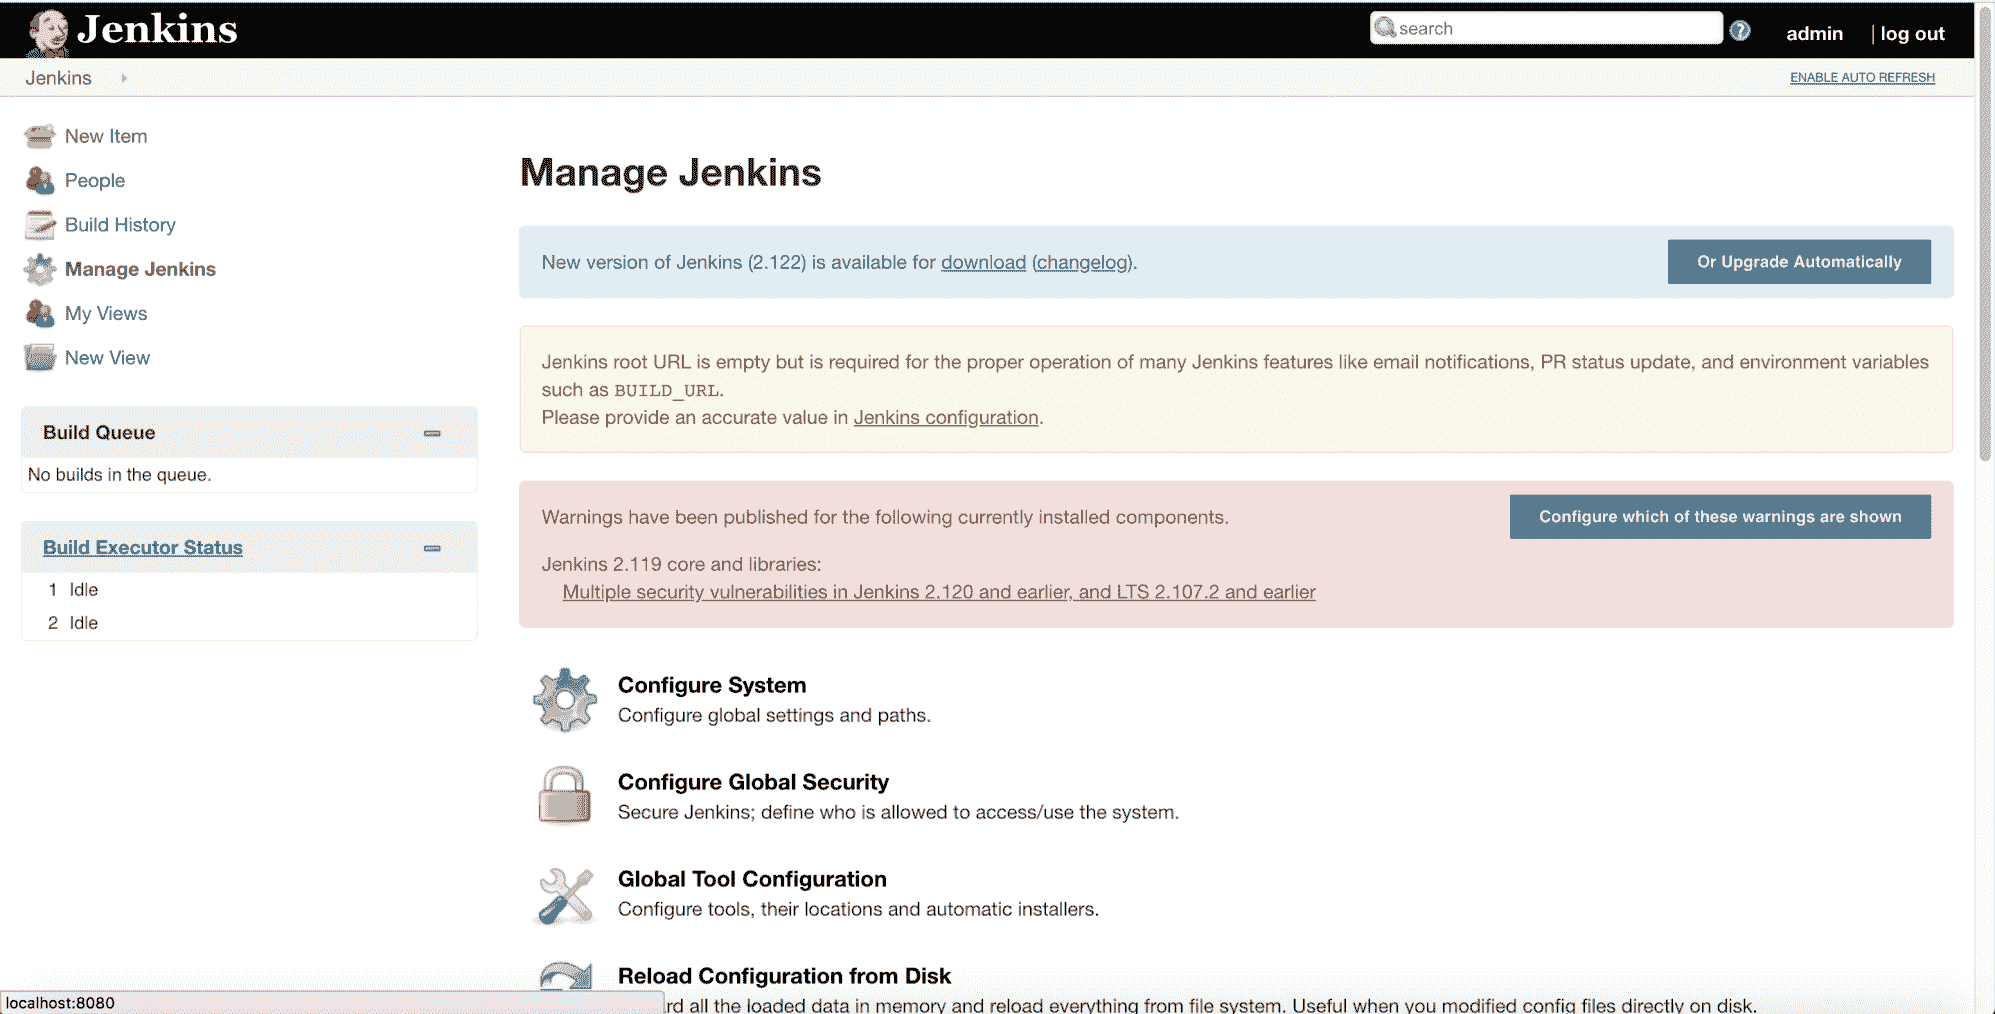 Jenkins
search
admin | log out
Jenkins
ENABLE AUTO REFRESH
New Item
People
Build History
Manage Jenkins
My Views
New View
Build Queue
No builds in the queue.
Build Executor Status
1 Idle
2 Idle
Manage Jenkins
New version of Jenkins (2.122) is available for download (changelog).
Or Upgrade Automatically
Jenkins root URL is empty but is required for the proper operation of many Jenkins features like email notifications, PR status update, and environment variables
such as BUILD_URL.
Please provide an accurate value in Jenkins configuration.
Warnings have been published for the following currently installed components.
Configure which of these warnings are shown
Jenkins 2.119 core and libraries:
Multiple security vulnerabilities in Jenkins 2.120 and earlier, and LTS 2.107.2 and earlier
Configure System
Configure global settings and paths.
Configure Global Security
Secure Jenkins; define who is allowed to access/use the system.
Global Tool Configuration
Configure tools, their locations and automatic installers.
Reload Configuration from Disk
rd all the loaded data in memory and reload everything from file system. Useful when you modified config files directly on disk.
localhost:8080